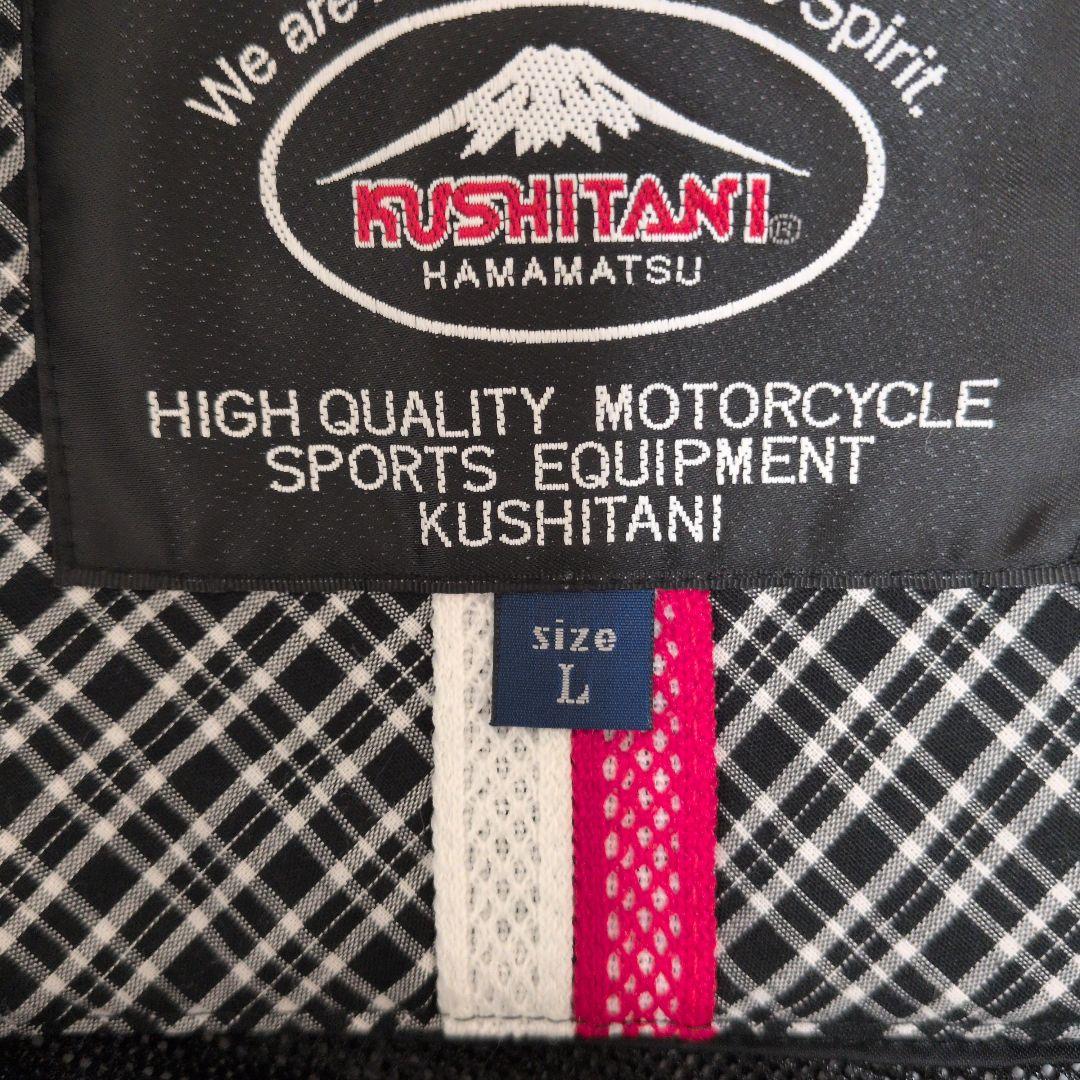 We are Spirit.
KUSHITANI®
HAMAMATSU
HIGH QUALITY MOTORCYCLE
SPORTS EQUIPMENT
KUSHITANI
size
L